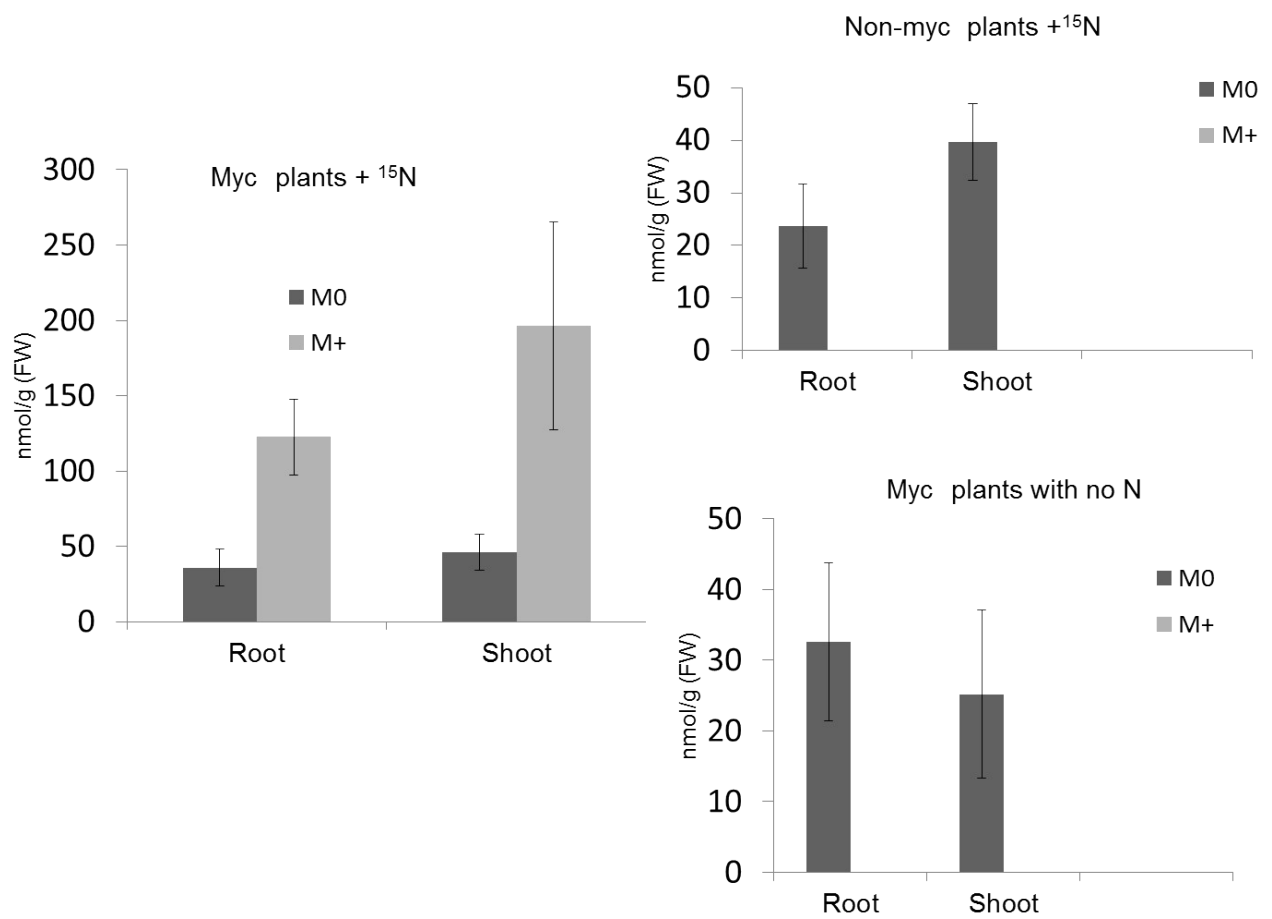 Myc plants + ¹⁵N
300
250
200
150
100
50
0
nmol/g (FW)
M0
M+
Root Shoot
Non-myc plants +¹⁵N
50
40
30
20
10
0
nmol/g (FW)
M0
M+
Root Shoot
Myc plants with no N
50
40
30
20
10
0
nmol/g (FW)
M0
M+
Root Shoot